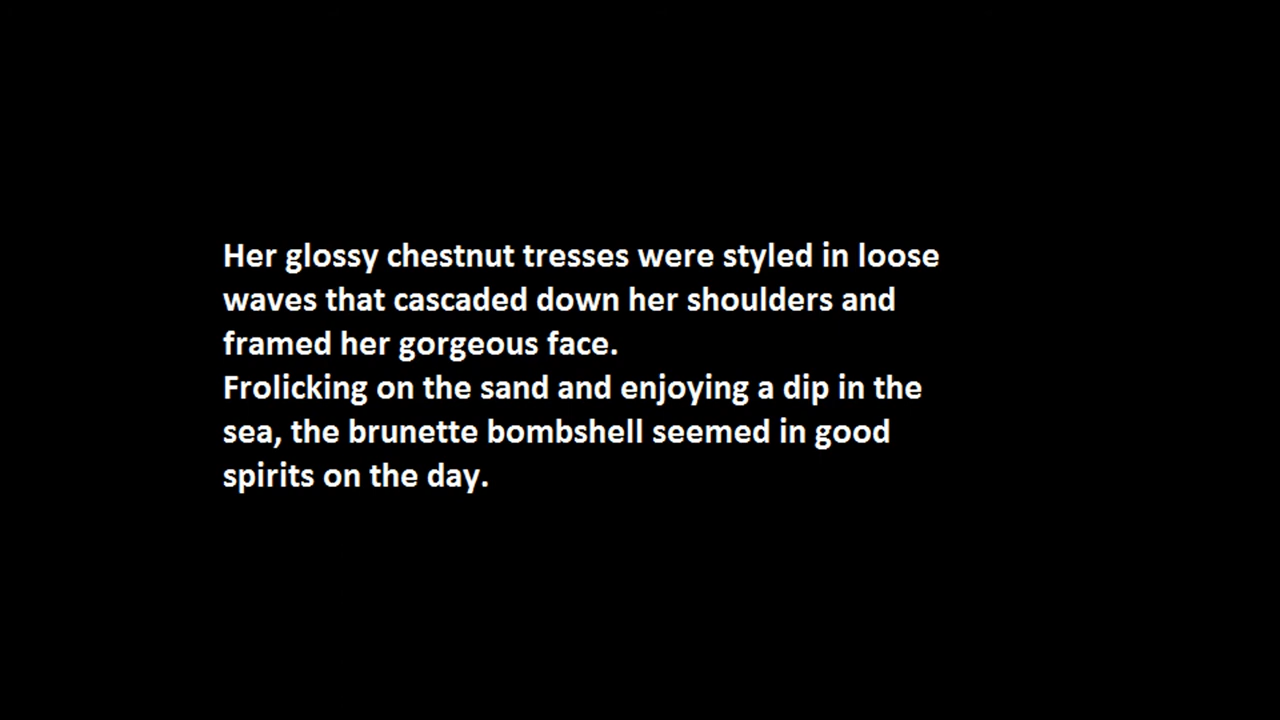 Her glossy chestnut tresses were styled in loose
waves that cascaded down her shoulders and
framed her gorgeous face.
Frolicking on the sand and enjoying a dip in the
sea, the brunette bombshell seemed in good
spirits on the day.